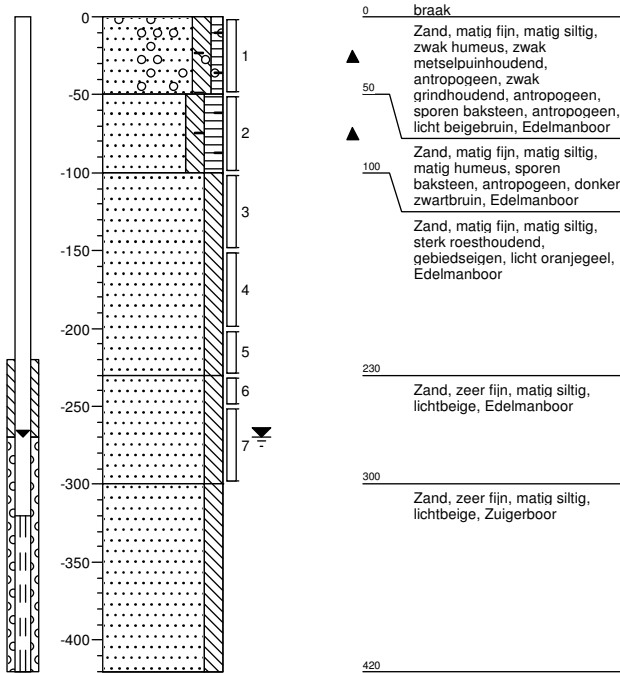 0
-50
-100
-150
-200
-250
-300
-350
-400
1
2
3
4
5
6
7
0 braak
Zand, matig fijn, matig siltig,
zwak humeus, zwak
metselpuinhoudend,
antropogeen, zwak
grindhoudend, antropogeen,
sporen baksteen, antropogeen,
licht beigebruin, Edelmanboor
50
Zand, matig fijn, matig siltig,
matig humeus, sporen
baksteen, antropogeen, donker
zwartbruin, Edelmanboor
100
Zand, matig fijn, matig siltig,
sterk roesthoudend,
gebiedseigen, licht oranjegeel,
Edelmanboor
230
Zand, zeer fijn, matig siltig,
lichtbeige, Edelmanboor
300
Zand, zeer fijn, matig siltig,
lichtbeige, Zuigerboor
420